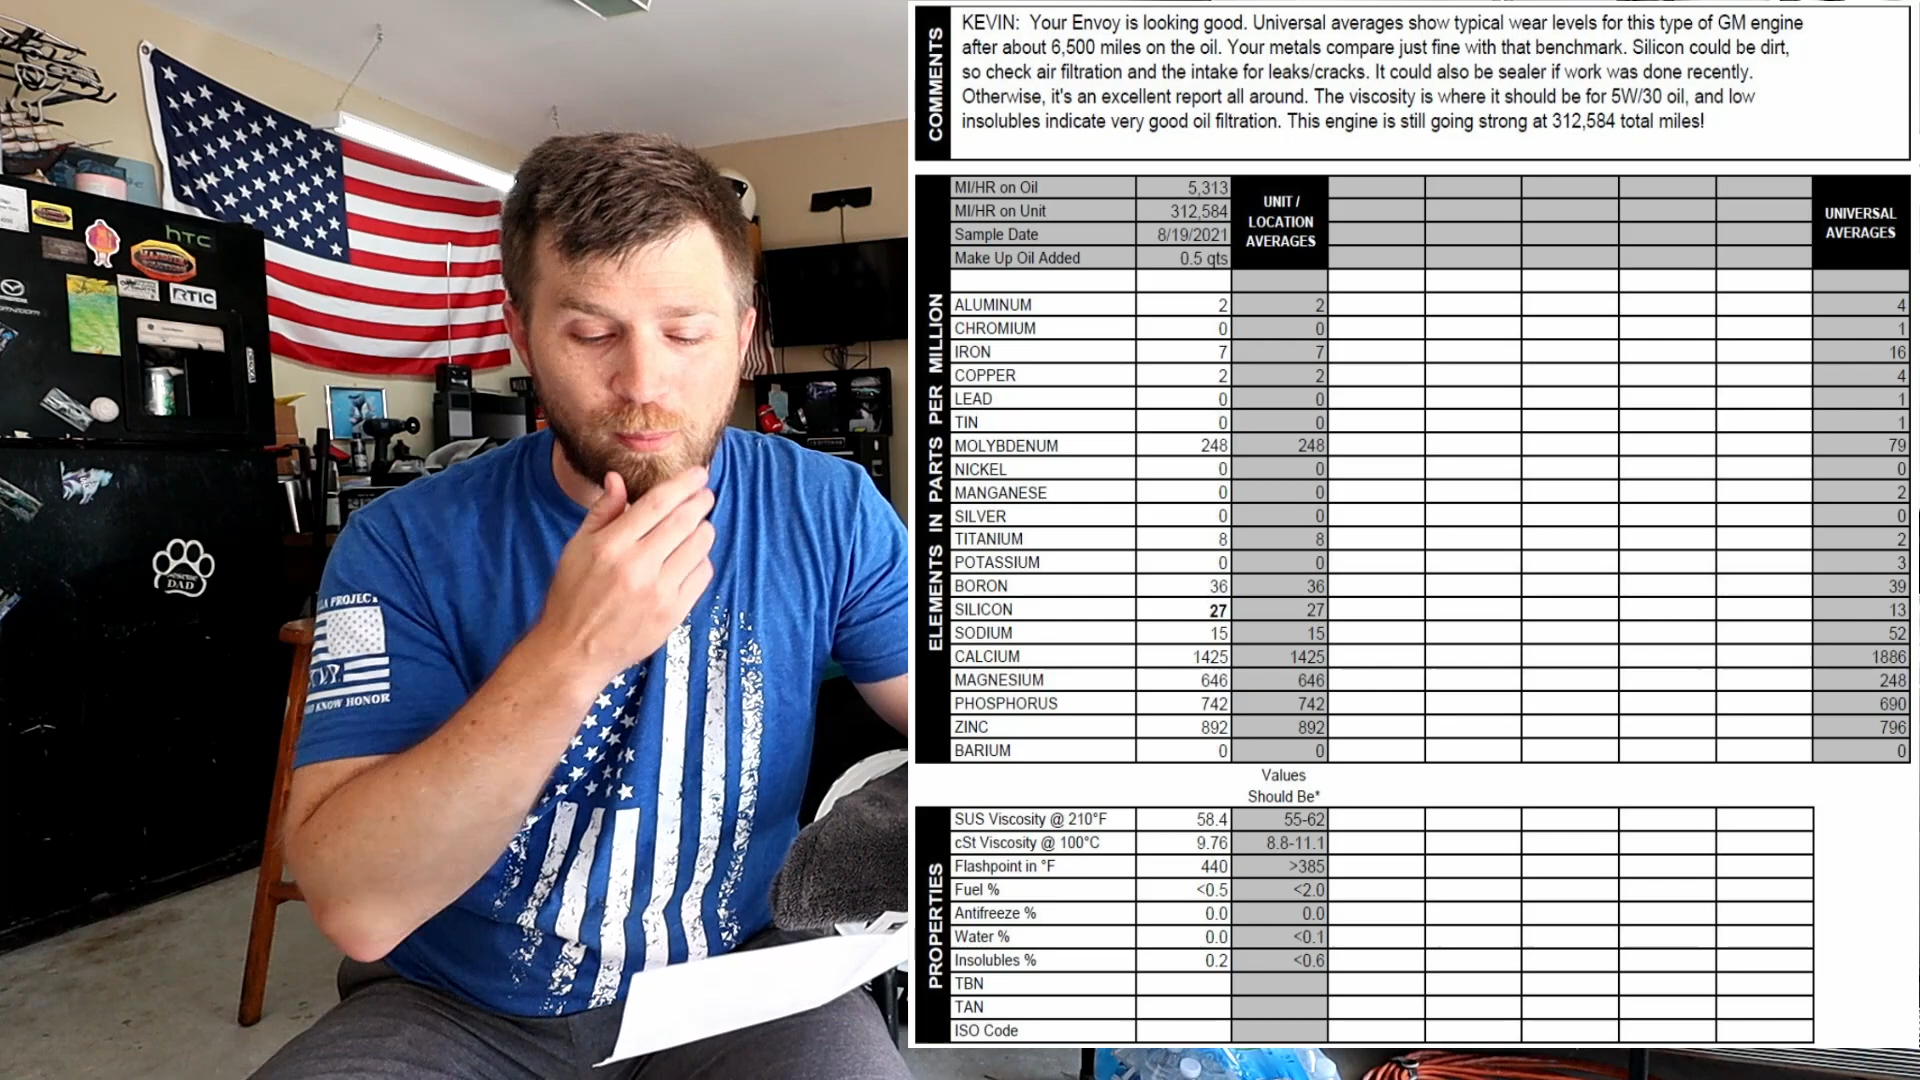 COMMENTS
KEVIN: Your Envoy is looking good. Universal averages show typical wear levels for this type of GM engine
after about 6,500 miles on the oil. Your metals compare just fine with that benchmark. Silicon could be dirt,
so check air filtration and the intake for leaks/cracks. It could also be sealer if work was done recently.
Otherwise, it's an excellent report all around. The viscosity is where it should be for 5W/30 oil, and low
insolubles indicate very good oil filtration. This engine is still going strong at 312,584 total miles!
MI/HR on Oil 5,313
MI/HR on Unit 312,584
Sample Date 8/19/2021
Make Up Oil Added 0.5 qts
UNIT /
LOCATION
AVERAGES
UNIVERSAL
AVERAGES
ELEMENTS IN PARTS PER MILLION
ALUMINUM 2 2 4
CHROMIUM 0 0 1
IRON 7 7 16
COPPER 2 2 4
LEAD 0 0 1
TIN 0 0 1
MOLYBDENUM 248 248 79
NICKEL 0 0 0
MANGANESE 0 0 2
SILVER 0 0 0
TITANIUM 8 8 2
POTASSIUM 0 0 3
BORON 36 36 39
SILICON 27 27 13
SODIUM 15 15 52
CALCIUM 1425 1425 1886
MAGNESIUM 646 646 248
PHOSPHORUS 742 742 690
ZINC 892 892 796
BARIUM 0 0 0
Values
Should Be*
PROPERTIES
SUS Viscosity @ 210°F 58.4 55-62
cSt Viscosity @ 100°C 9.76 8.8-11.1
Flashpoint in °F 440 >385
Fuel % <0.5 <2.0
Antifreeze % 0.0 0.0
Water % 0.0 <0.1
Insolubles % 0.2 <0.6
TBN
TAN
ISO Code
hTC
RTIC
rescue
DAD
PROJECT
KNOW HONOR